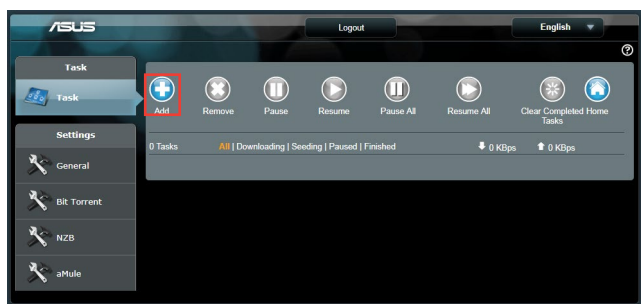 ASUS
Logout
English
Task
Task
Settings
General
Bit Torrent
NZB
aMule
Add
Remove
Pause
Resume
Pause All
Resume All
Clear Completed Tasks
Home
0 Tasks
All | Downloading | Seeding | Paused | Finished
0 KBps
0 KBps